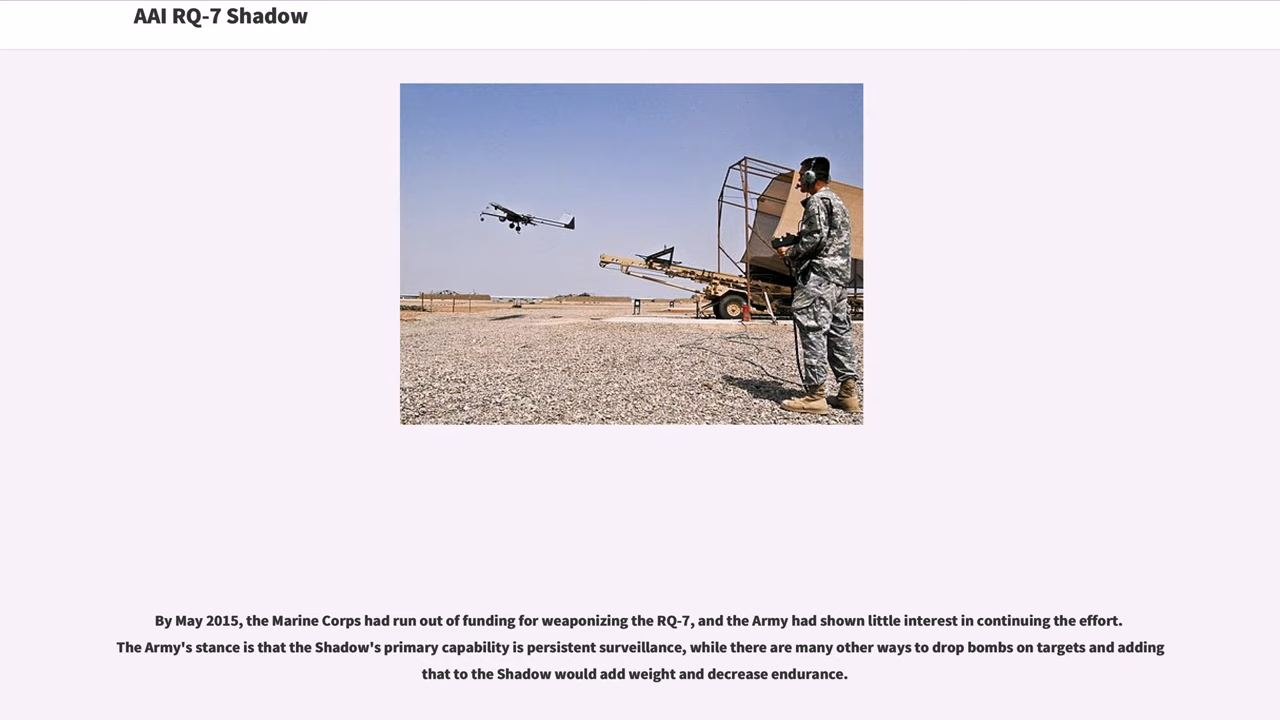 AAI RQ-7 Shadow
By May 2015, the Marine Corps had run out of funding for weaponizing the RQ-7, and the Army had shown little interest in continuing the effort.
The Army's stance is that the Shadow's primary capability is persistent surveillance, while there are many other ways to drop bombs on targets and adding
that to the Shadow would add weight and decrease endurance.